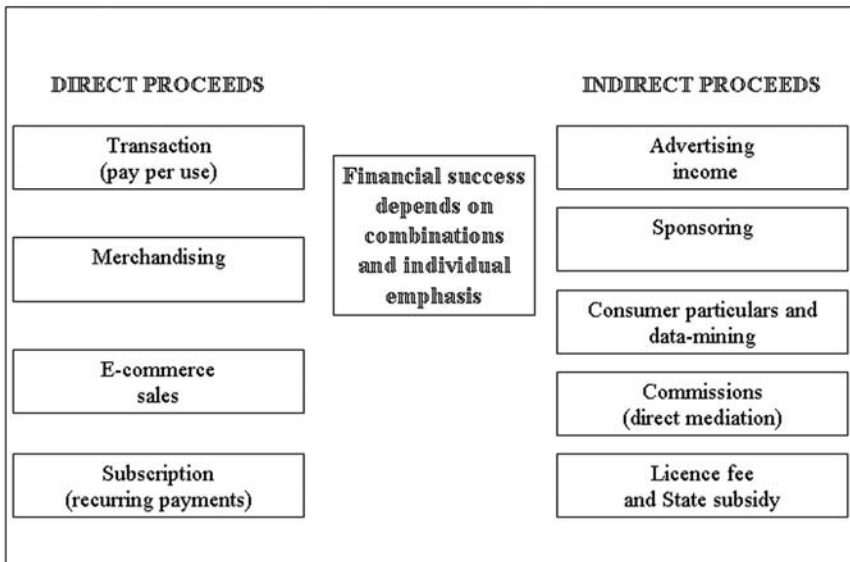 DIRECT PROCEEDS
Transaction
(pay per use)
Merchandising
E-commerce
sales
Subscription
(recurring payments)
Financial success
depends on
combinations
and individual
emphasis
INDIRECT PROCEEDS
Advertising
income
Sponsoring
Consumer particulars and
data-mining
Commissions
(direct mediation)
Licence fee
and State subsidy